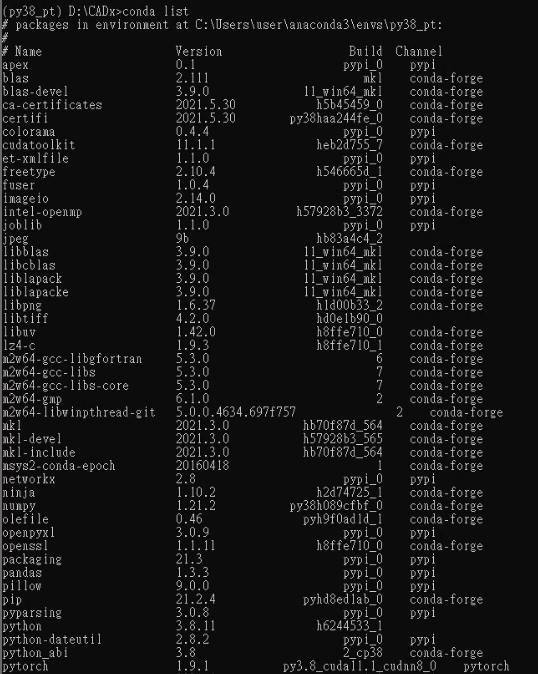 (py38_pt) D:\CADx>conda list
# packages in environment at C:\Users\user\anaconda3\envs\py38_pt:
#
# Name                    Version                   Build  Channel
apex                      0.1                      pypi_0    pypi
blas                      2.111                       mkl    conda-forge
blas-devel                3.9.0              11_win64_mkl    conda-forge
ca-certificates           2021.5.30            h5b45459_0    conda-forge
certifi                   2021.5.30        py38haa244fe_0    conda-forge
colorama                  0.4.4                    pypi_0    pypi
cudatoolkit               11.1.1               heb2d755_7    conda-forge
et-xmlfile                1.1.0                    pypi_0    pypi
freetype                  2.10.4               h546665d_1    conda-forge
fuser                     1.0.4                    pypi_0    pypi
imageio                   2.14.0                   pypi_0    pypi
intel-openmp              2021.3.0          h57928b3_3372    conda-forge
joblib                    1.1.0                    pypi_0    pypi
jpeg                      9b                   hb83a4c4_2
libblas                   3.9.0              11_win64_mkl    conda-forge
libcblas                  3.9.0              11_win64_mkl    conda-forge
liblapack                 3.9.0              11_win64_mkl    conda-forge
liblapacke                3.9.0              11_win64_mkl    conda-forge
libpng                    1.6.37               h1d00b33_2    conda-forge
libtiff                   4.2.0                hd0e1b90_0
libuv                     1.42.0               h8ffe710_0    conda-forge
lz4-c                     1.9.3                h8ffe710_1    conda-forge
m2w64-gcc-libgfortran     5.3.0                         6    conda-forge
m2w64-gcc-libs            5.3.0                         7    conda-forge
m2w64-gcc-libs-core       5.3.0                         7    conda-forge
m2w64-gmp                 6.1.0                         2    conda-forge
m2w64-libwinpthread-git   5.0.0.4634.697f757               2    conda-forge
mkl                       2021.3.0           hb70f87d_564    conda-forge
mkl-devel                 2021.3.0           h57928b3_565    conda-forge
mkl-include               2021.3.0           hb70f87d_564    conda-forge
msys2-conda-epoch         20160418                      1    conda-forge
networkx                  2.8                      pypi_0    pypi
ninja                     1.10.2               h2d74725_1    conda-forge
numpy                     1.21.2           py38h089cfbf_0    conda-forge
olefile                   0.46               pyh9f0ad1d_1    conda-forge
openpyxl                  3.0.9                    pypi_0    pypi
openssl                   1.1.1l               h8ffe710_0    conda-forge
packaging                 21.3                     pypi_0    pypi
pandas                    1.3.3                    pypi_0    pypi
pillow                    9.0.0                    pypi_0    pypi
pip                       21.2.4             pyhd8ed1ab_0    conda-forge
pyparsing                 3.0.8                    pypi_0    pypi
python                    3.8.11               h6244533_1
python-dateutil           2.8.2                    pypi_0    pypi
python_abi                3.8                      2_cp38    conda-forge
pytorch                   1.9.1           py3.8_cuda11.1_cudnn8_0    pytorch